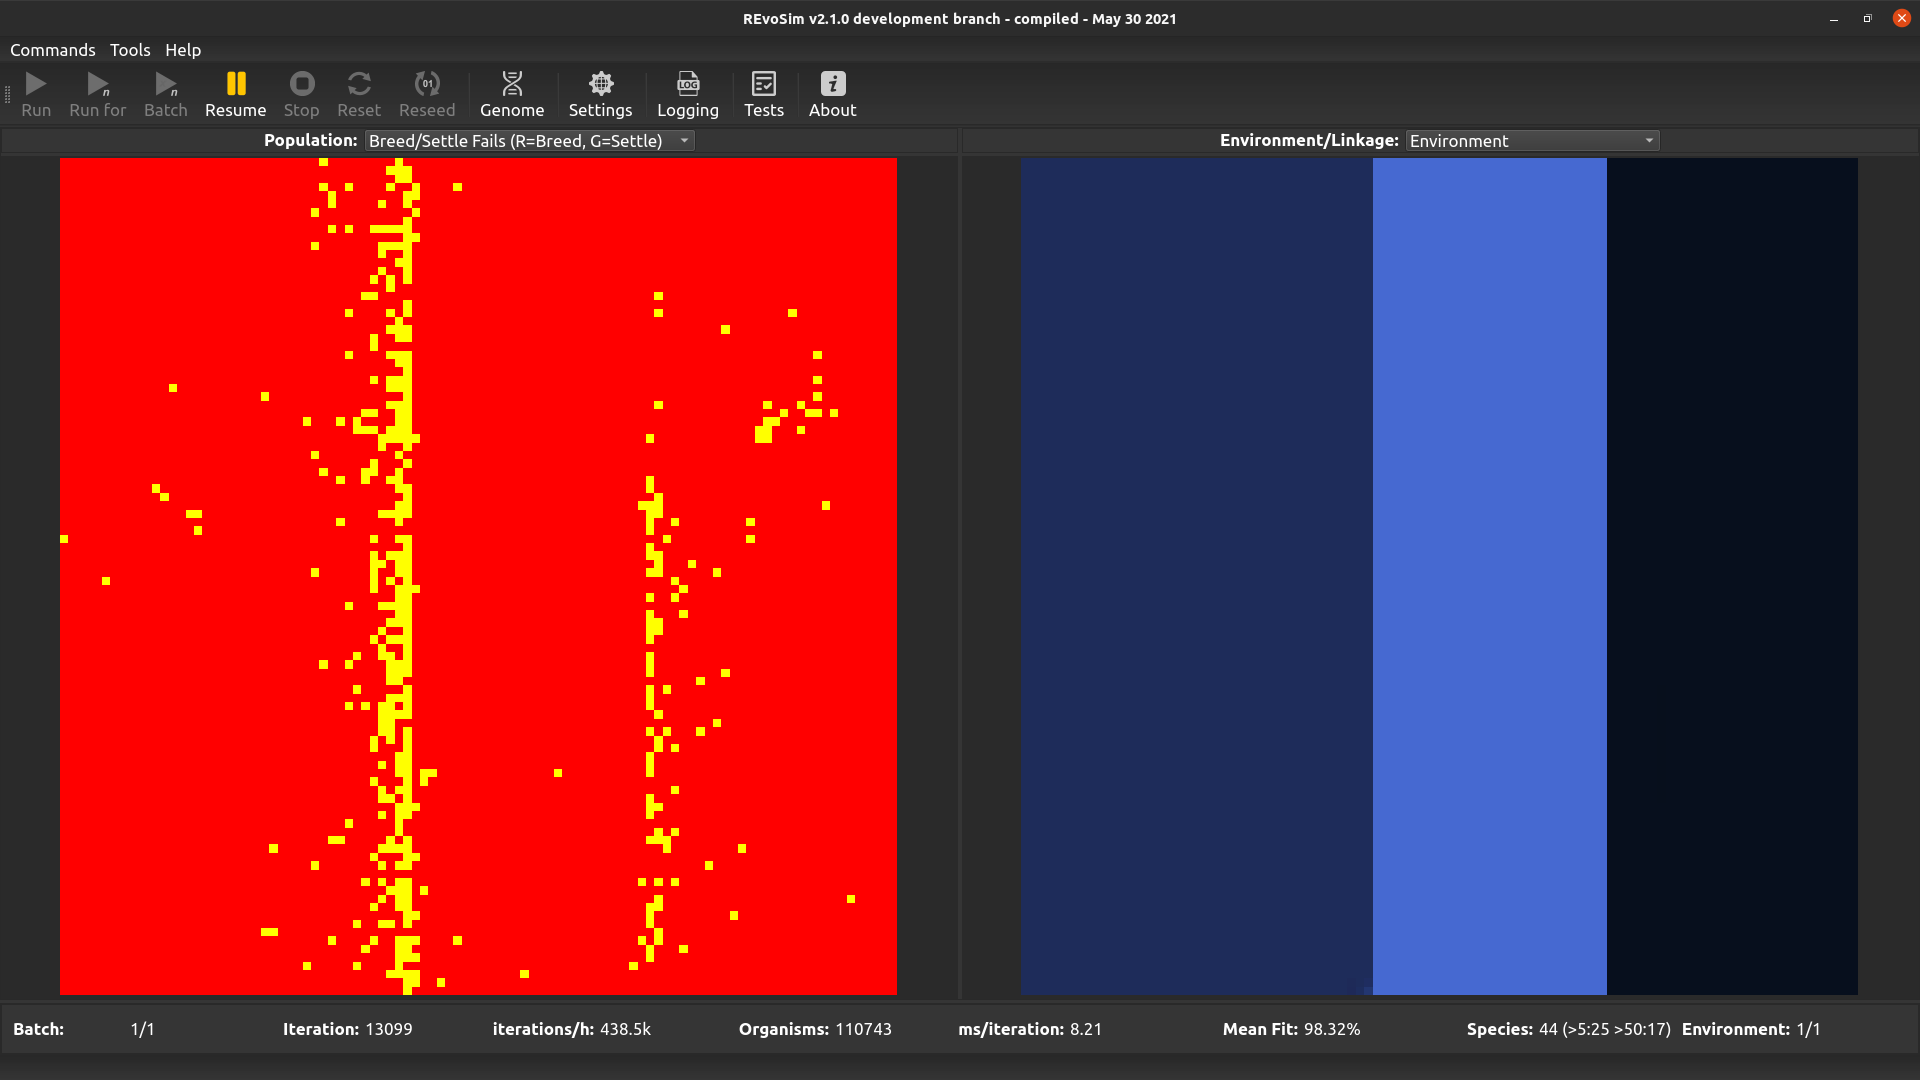 REvoSim v2.1.0 development branch - compiled - May 30 2021
Commands Tools Help
Run Run for Batch Resume Stop Reset Reseed Genome Settings Logging Tests About
Population: Breed/Settle Fails (R=Breed, G=Settle) Environment/Linkage: Environment
Batch: 1/1 Iteration: 13099 iterations/h: 438.5k Organisms: 110743 ms/iteration: 8.21 Mean Fit: 98.32% Species: 44 (>5:25 >50:17) Environment: 1/1